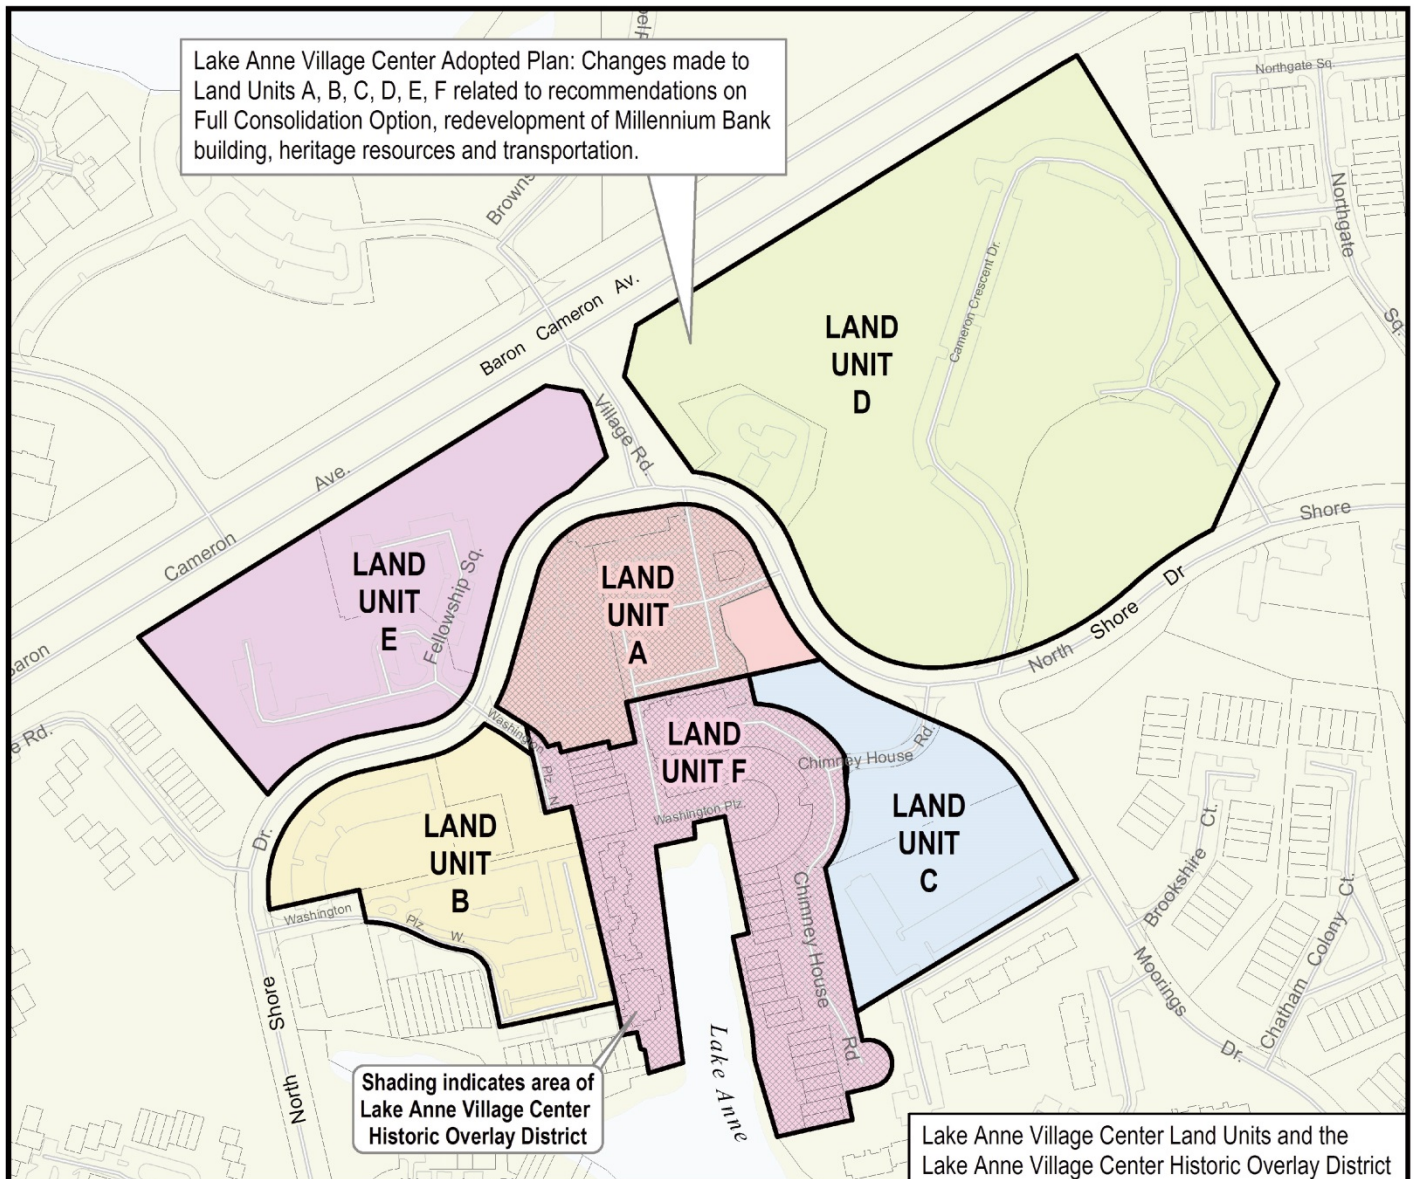 Lake Anne Village Center Adopted Plan: Changes made to
Land Units A, B, C, D, E, F related to recommendations on
Full Consolidation Option, redevelopment of Millennium Bank
building, heritage resources and transportation.
Northgate Sq.
Northgate
Sq.
Baron Cameron Av.
Village Rd.
Cameron Crescent Dr.
LAND
UNIT
D
Cameron
Ave.
LAND
UNIT
E
Fellowship Sq.
LAND
UNIT
A
Shore
North Shore Dr
Washington
Plz. N
LAND
UNIT F
Washington Plz.
Chimney House Rd.
LAND
UNIT
B
LAND
UNIT
C
Dr.
Washington
Plz. W.
Chimney House
Rd.
Brookshire Ct.
Chatham Colony Ct.
Moorings
Dr.
North Shore
Lake Anne
Shading indicates area of
Lake Anne Village Center
Historic Overlay District
Lake Anne Village Center Land Units and the
Lake Anne Village Center Historic Overlay District